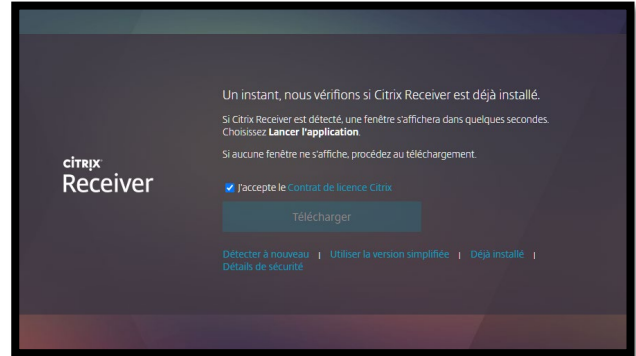 Un instant, nous vérifions si Citrix Receiver est déjà installé.
Si Citrix Receiver est détecté, une fenêtre s'affichera dans quelques secondes.
Choisissez Lancer l'application.
Si aucune fenêtre ne s'affiche, procédez au téléchargement.
CITRIX
Receiver
J'accepte le Contrat de licence Citrix
Télécharger
Détecter à nouveau | Utiliser la version simplifiée | Déjà installé |
Détails de sécurité